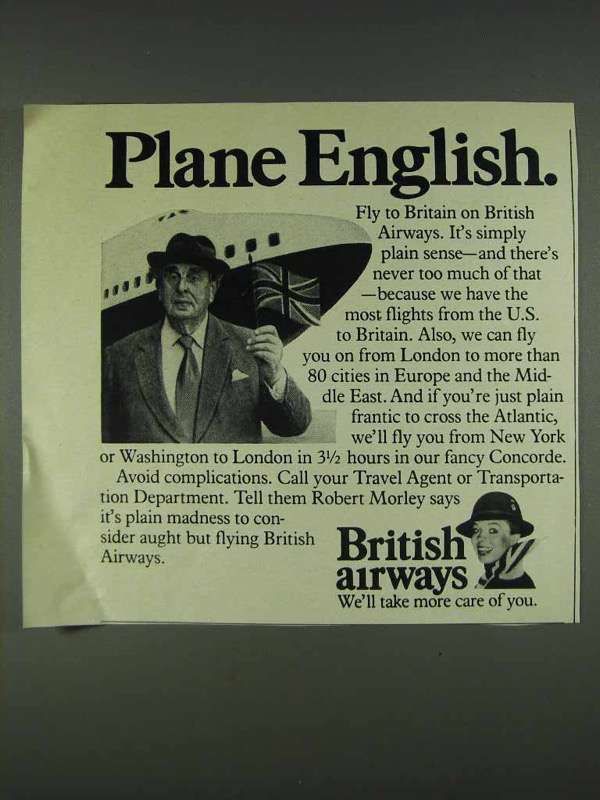 Plane English.
Fly to Britain on British
Airways. It's simply
plain sense—and there's
never too much of that
—because we have the
most flights from the U.S.
to Britain. Also, we can fly
you on from London to more than
80 cities in Europe and the Mid-
dle East. And if you're just plain
frantic to cross the Atlantic,
we'll fly you from New York
or Washington to London in 3½ hours in our fancy Concorde.
Avoid complications. Call your Travel Agent or Transporta-
tion Department. Tell them Robert Morley says
it's plain madness to con-
sider aught but flying British
Airways.
British
airways
We'll take more care of you.